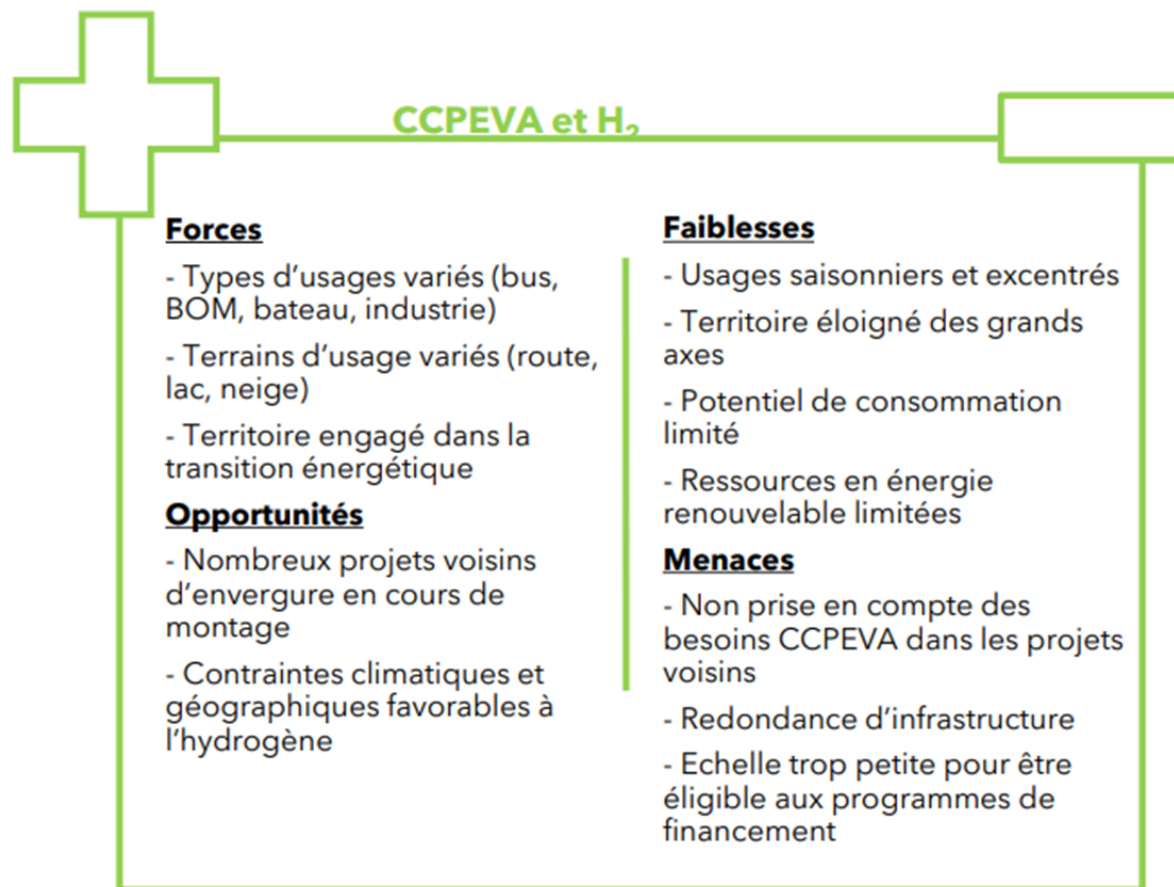 CCPEVA et H₂
Forces
- Types d’usages variés (bus,
BOM, bateau, industrie)
- Terrains d’usage variés (route,
lac, neige)
- Territoire engagé dans la
transition énergétique
Opportunités
- Nombreux projets voisins
d’envergure en cours de
montage
- Contraintes climatiques et
géographiques favorables à
l’hydrogène
Faiblesses
- Usages saisonniers et excentrés
- Territoire éloigné des grands
axes
- Potentiel de consommation
limité
- Ressources en énergie
renouvelable limitées
Menaces
- Non prise en compte des
besoins CCPEVA dans les projets
voisins
- Redondance d’infrastructure
- Echelle trop petite pour être
éligible aux programmes de
financement